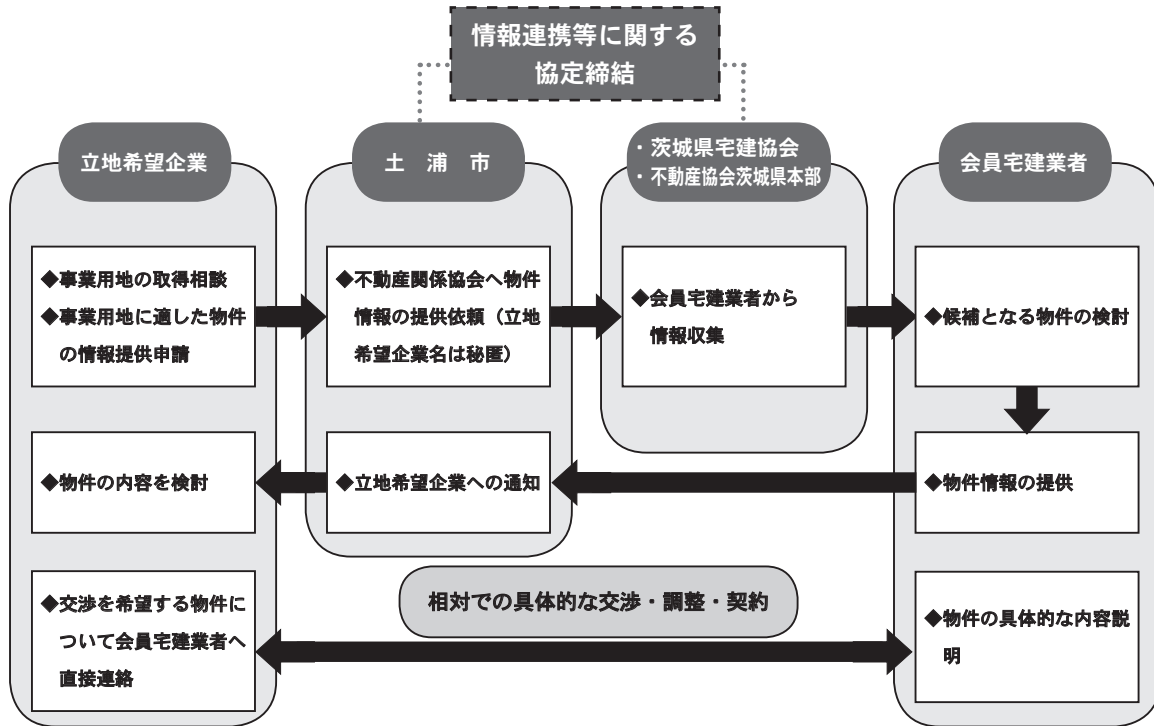 情報連携等に関する
協定締結
立地希望企業
土 浦 市
・茨城県宅建協会
・不動産協会茨城県本部
会員宅建業者
◆事業用地の取得相談
◆事業用地に適した物件
の情報提供申請
◆不動産関係協会へ物件
情報の提供依頼（立地
希望企業名は秘匿）
◆会員宅建業者から
情報収集
◆候補となる物件の検討
◆物件の内容を検討
◆立地希望企業への通知
◆物件情報の提供
◆交渉を希望する物件に
ついて会員宅建業者へ
直接連絡
相対での具体的な交渉・調整・契約
◆物件の具体的な内容説
明